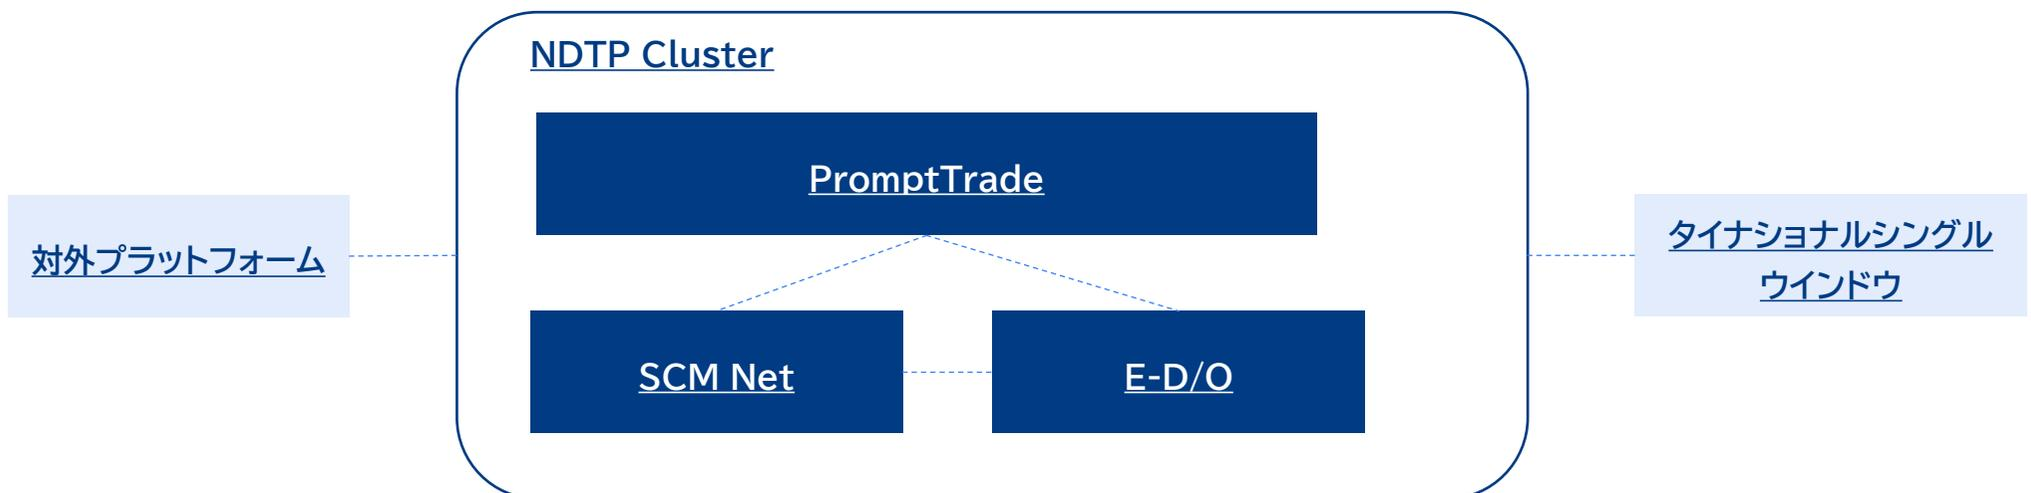 NDTP Cluster
PromptTrade
対外プラットフォーム
タイナショナルシングル
ウインドウ
SCM Net
E-D/O